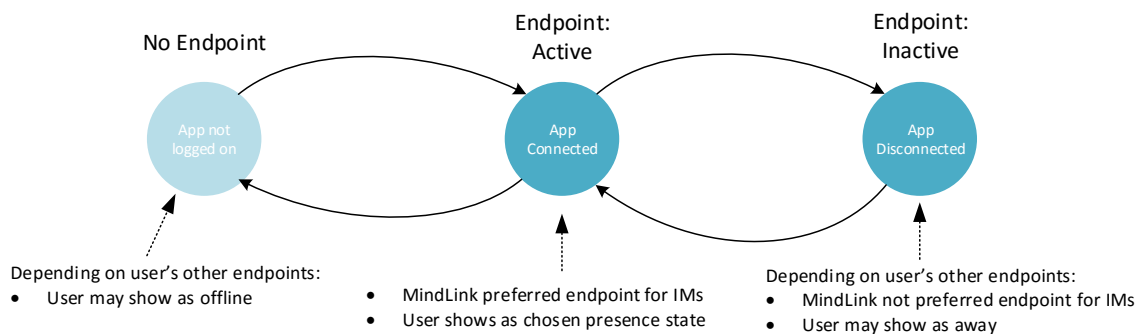 No Endpoint
Endpoint:
Active
Endpoint:
Inactive
App not
logged on
App
Connected
App
Disconnected
Depending on user’s other endpoints:
• User may show as offline
• MindLink preferred endpoint for IMs
• User shows as chosen presence state
Depending on user’s other endpoints:
• MindLink not preferred endpoint for IMs
• User may show as away